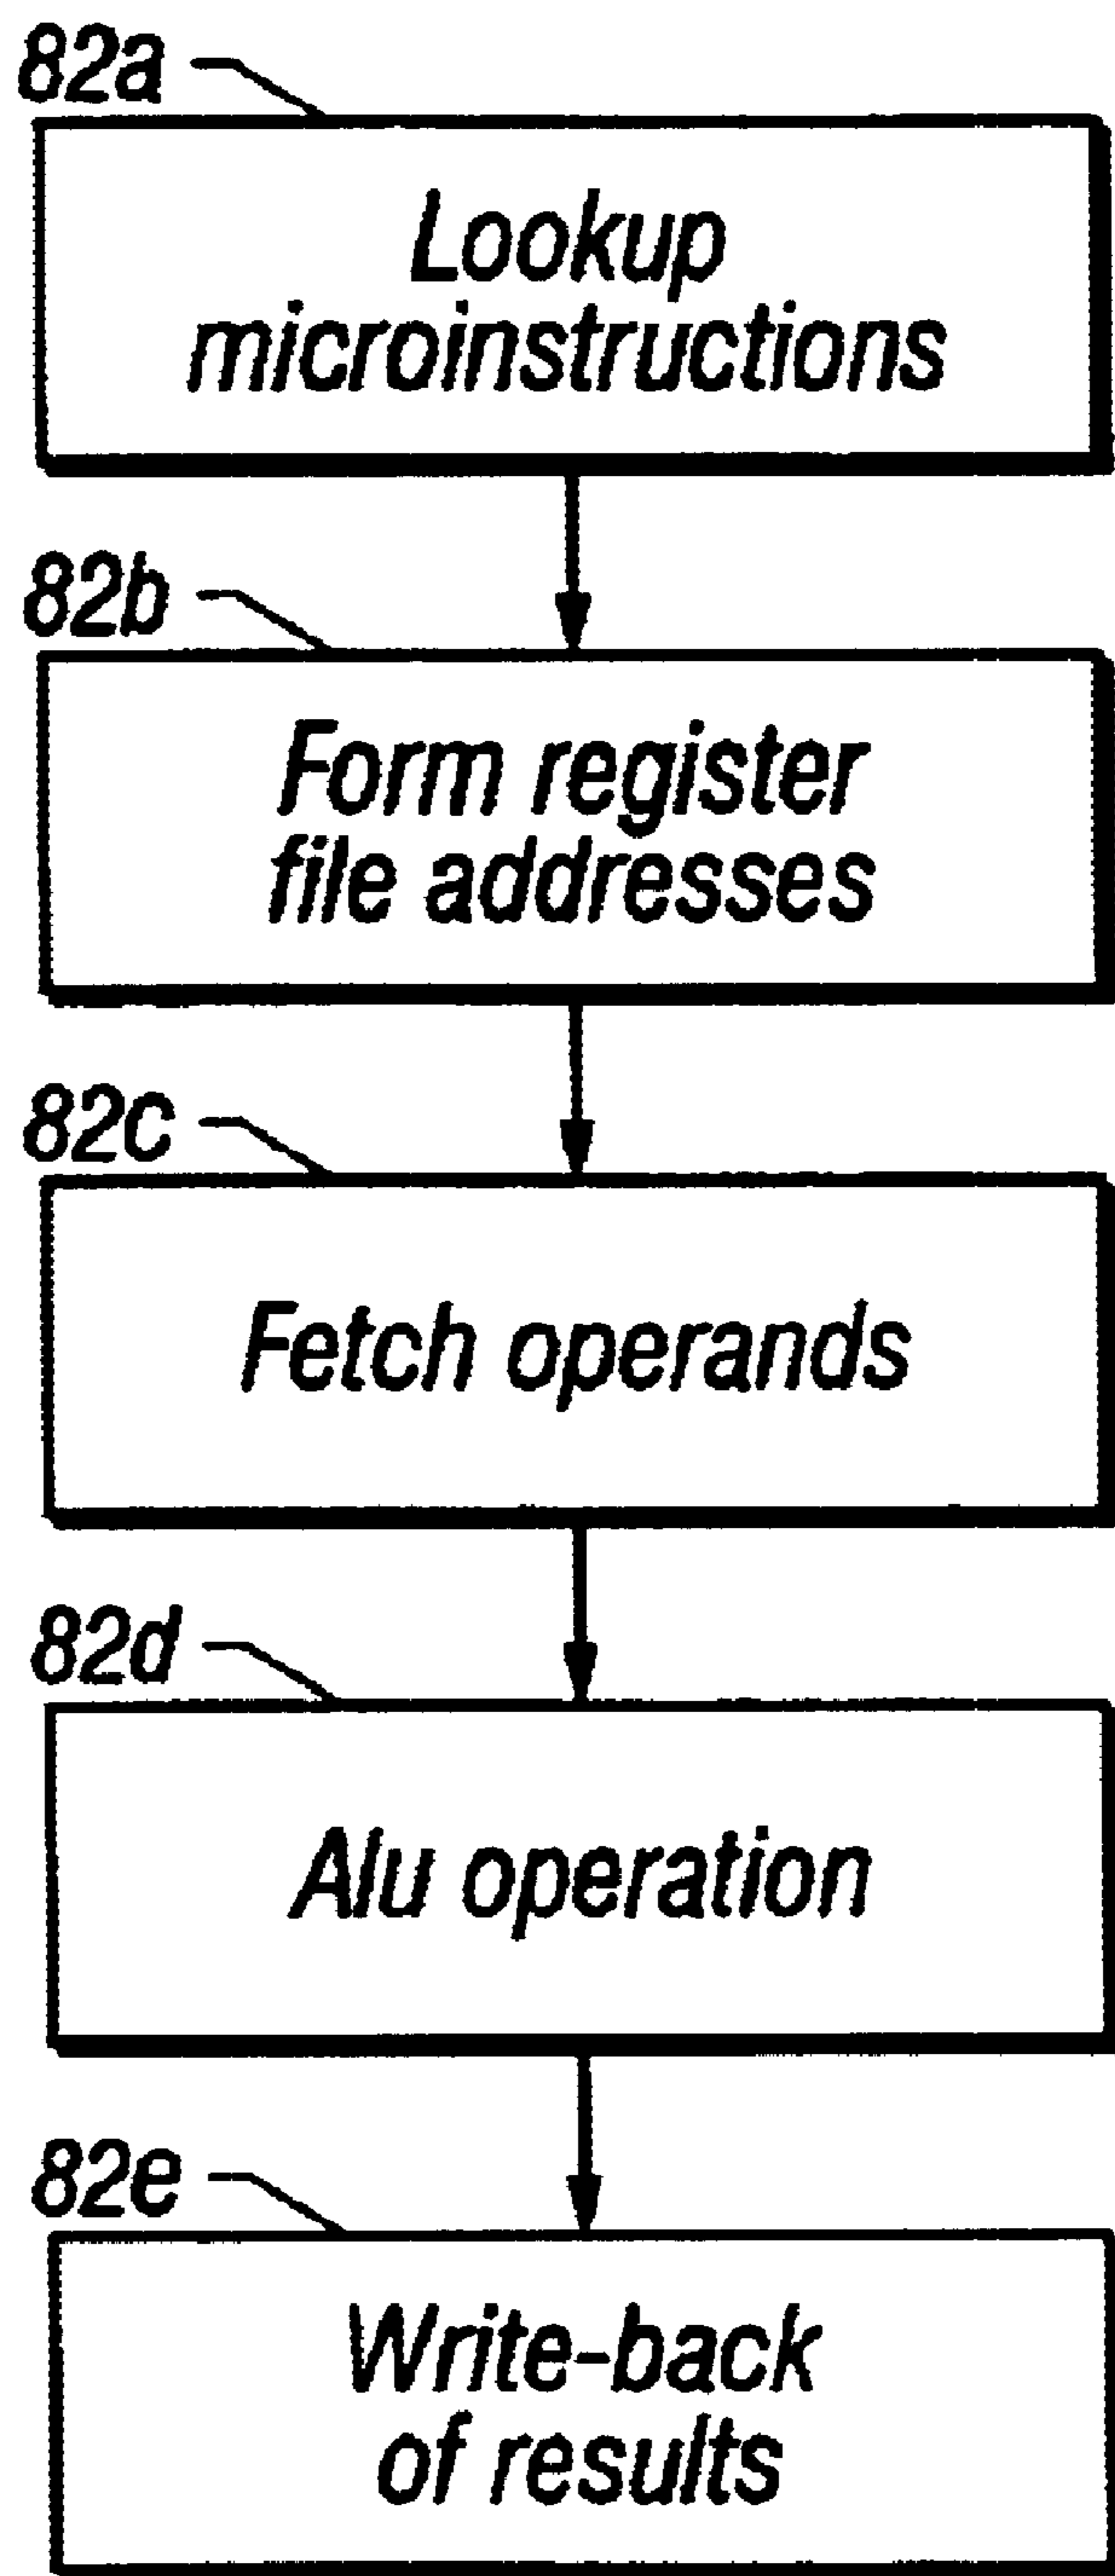 82a
Lookup
microinstructions
82b
Form register
file addresses
82c
Fetch operands
82d
Alu operation
82e
Write-back
of results